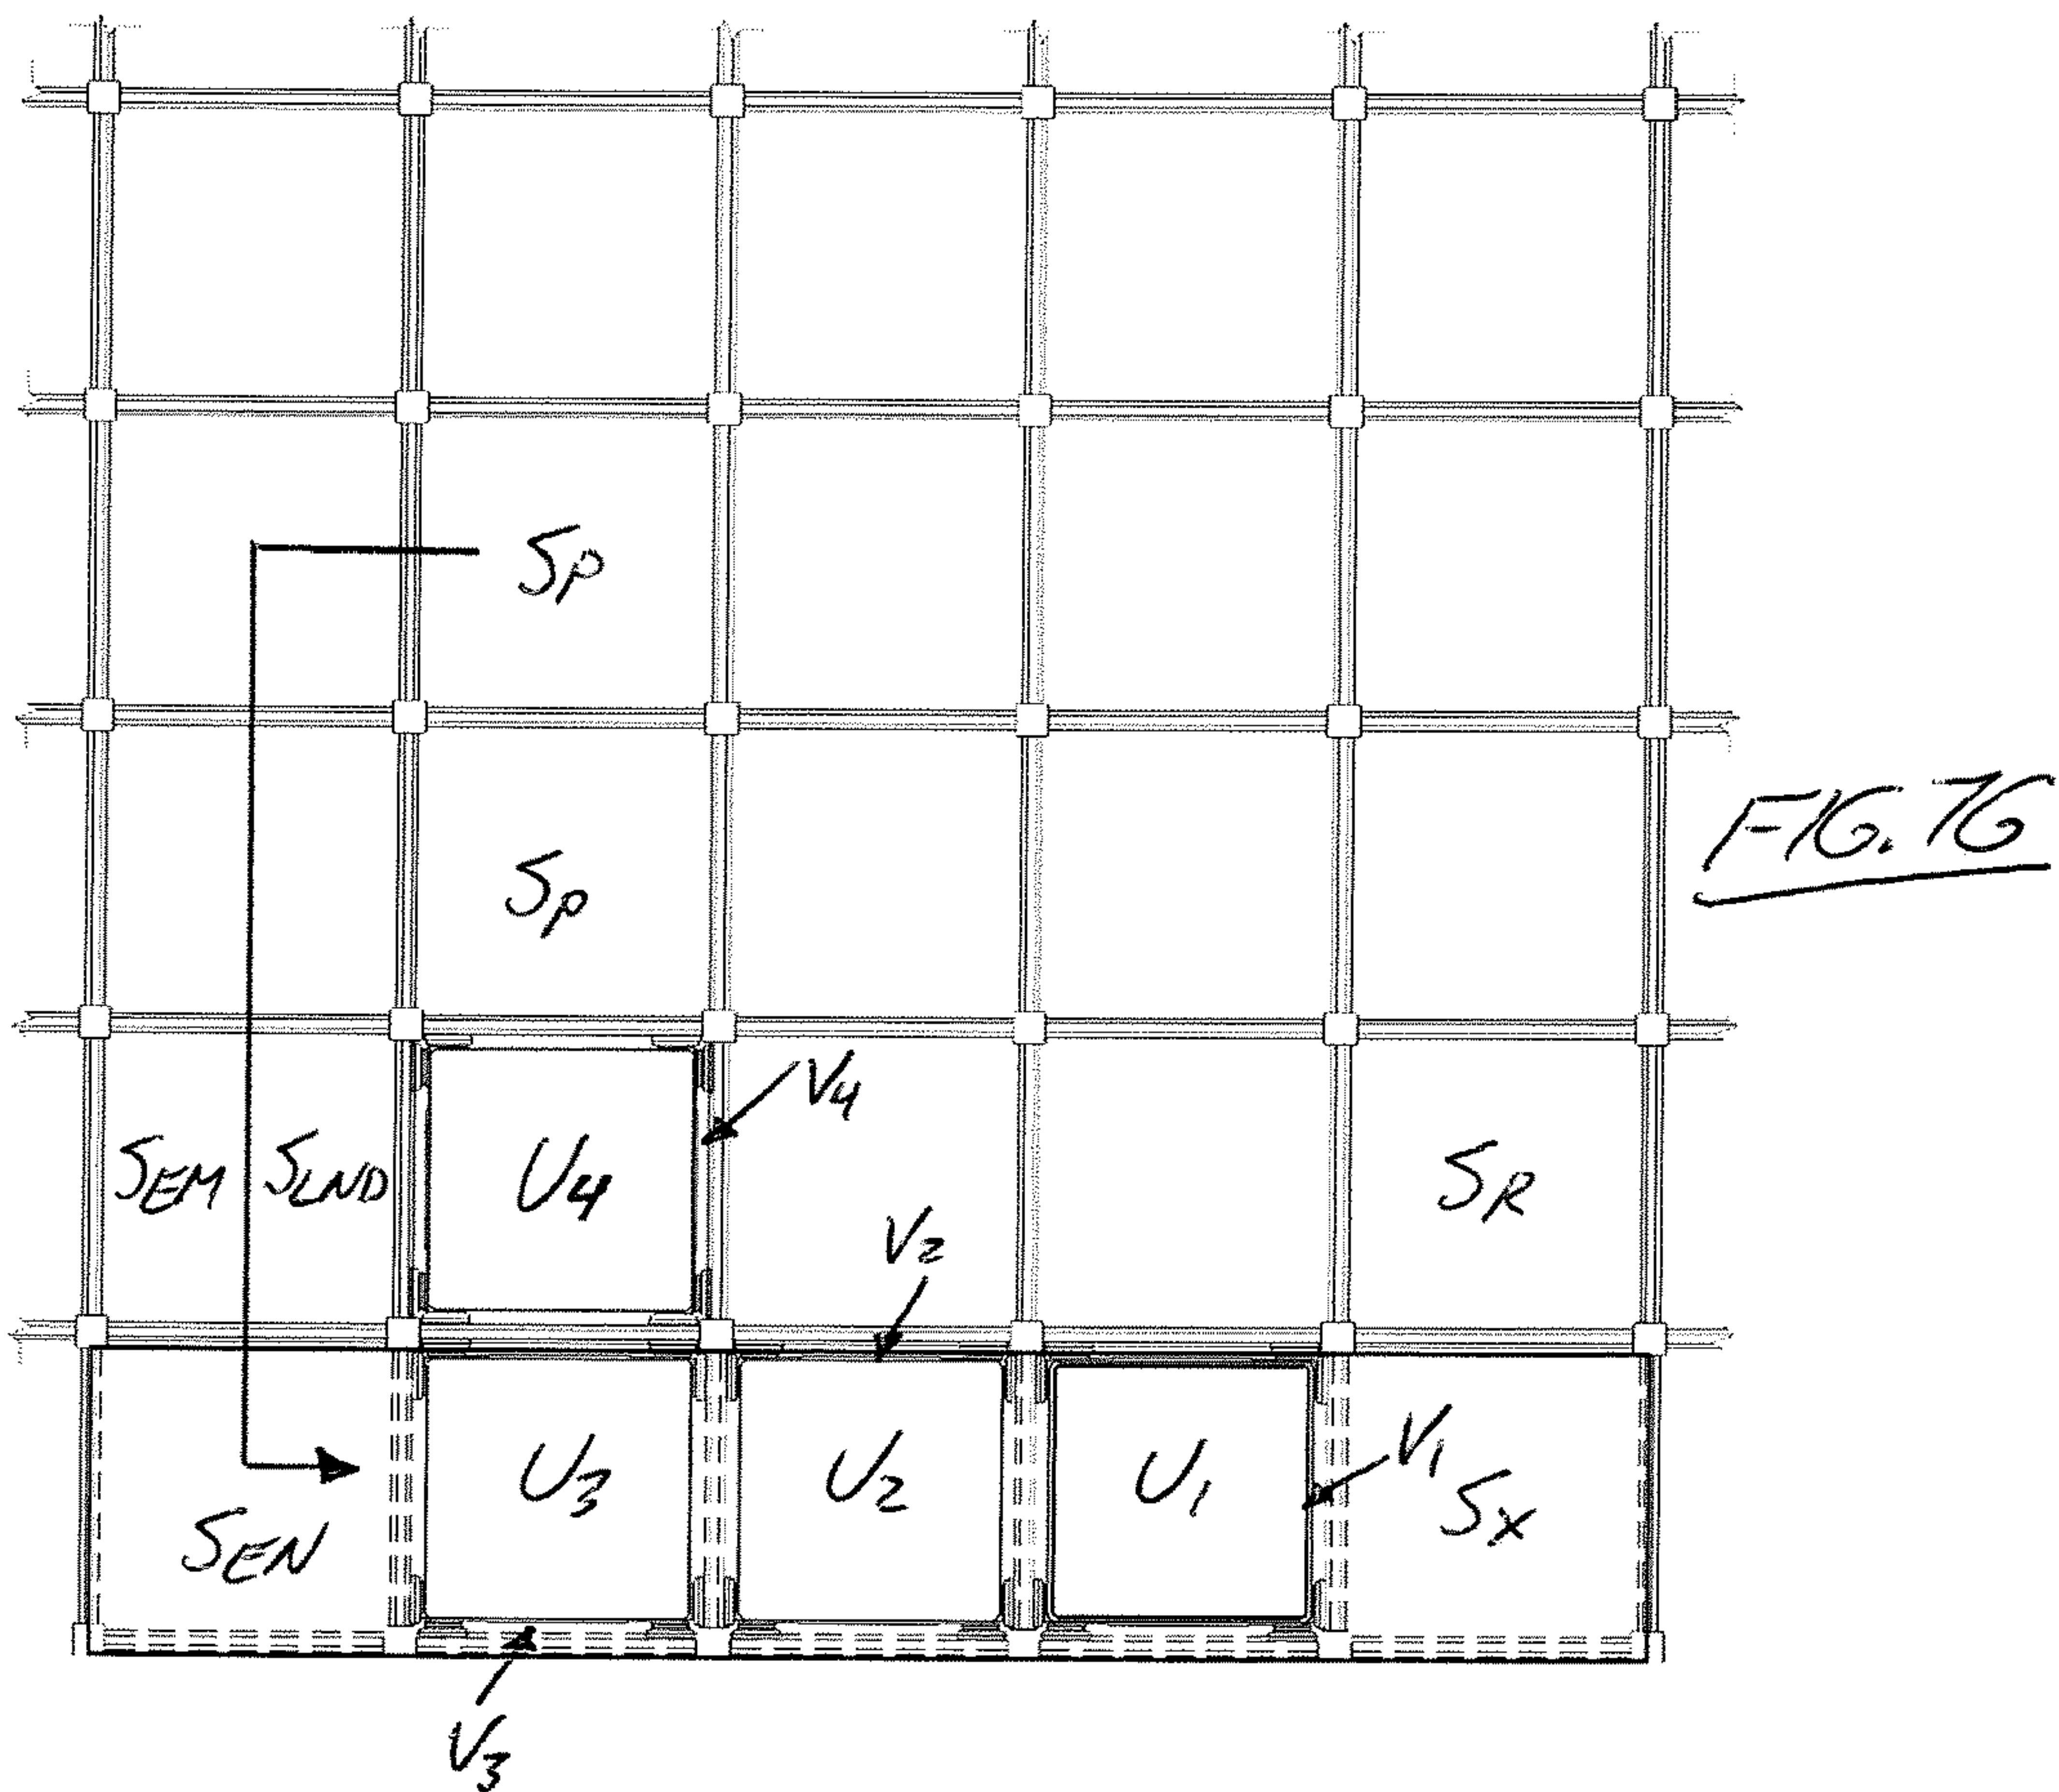 Sp
FIG. 76
Sp
V4
SEM SLND U4 SR
V2
U3 U2 U1 V1
SEN Sx
V3